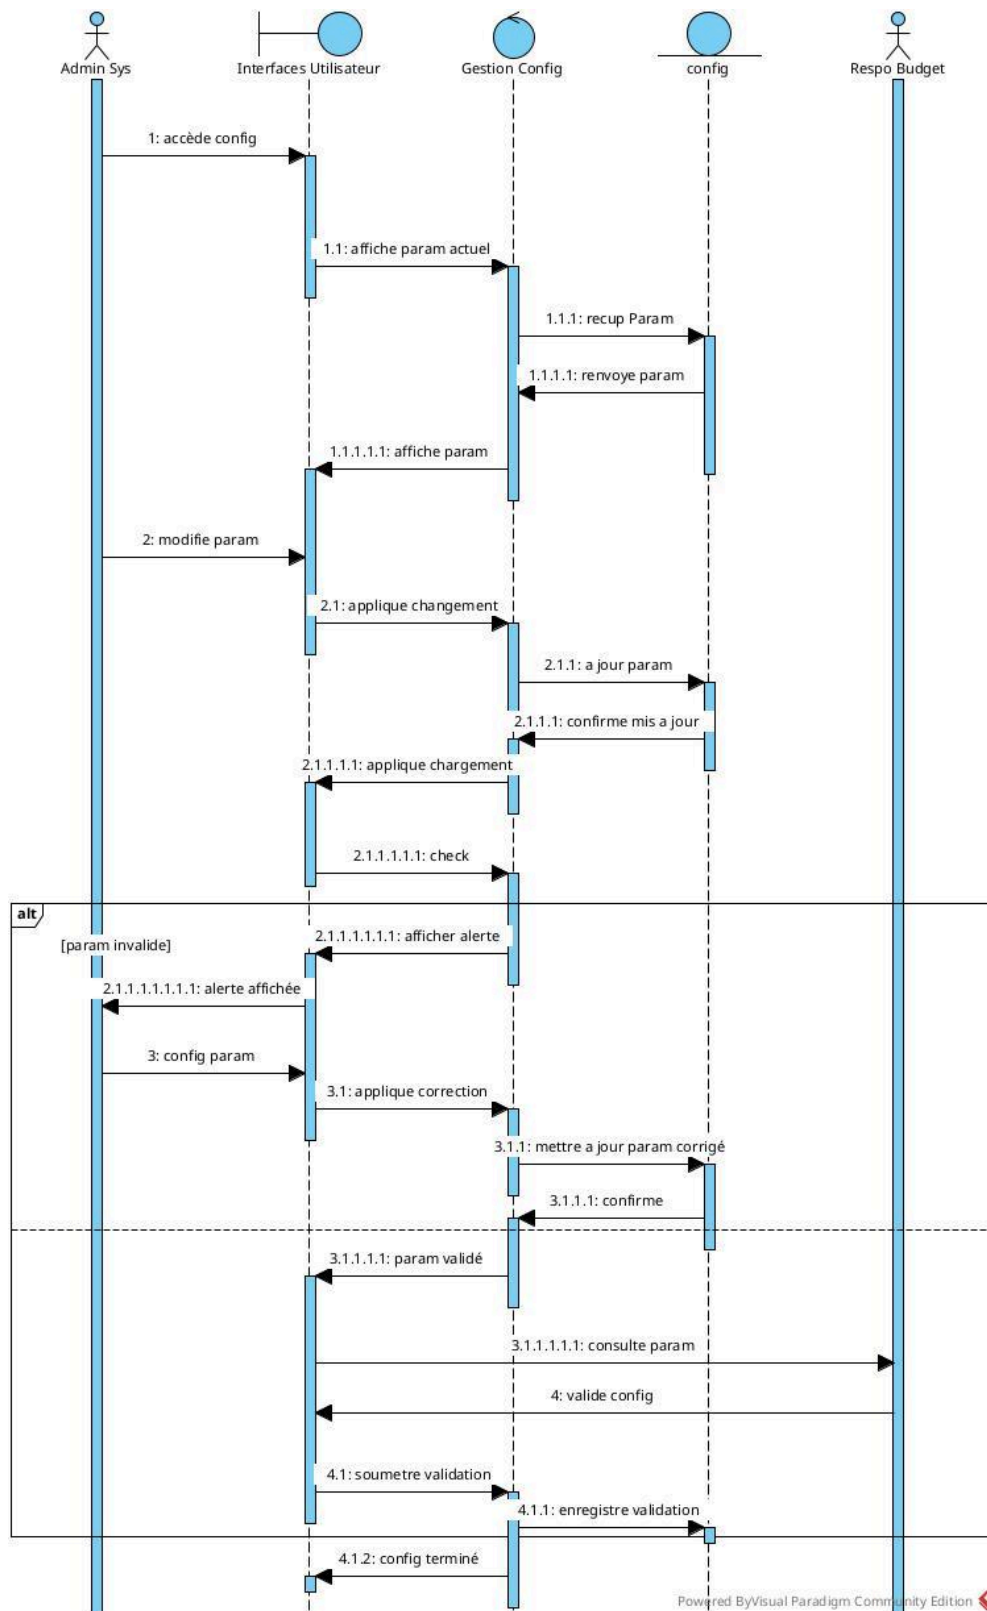 Admin Sys
Interfaces Utilisateur
Gestion Config
config
Respo Budget
1: accède config
1.1: affiche param actuel
1.1.1: recup Param
1.1.1.1: renvoye param
1.1.1.1.1: affiche param
2: modifie param
2.1: applique changement
2.1.1: a jour param
2.1.1.1: confirme mis a jour
2.1.1.1.1: applique chargement
2.1.1.1.1.1: check
alt
2.1.1.1.1.1.1: afficher alerte
[param invalide]
2.1.1.1.1.1.1.1: alerte affichée
3: config param
3.1: applique correction
3.1.1: mettre a jour param corrigé
3.1.1.1: confirme
3.1.1.1.1: param validé
3.1.1.1.1.1: consulte param
4: valide config
4.1: soumetre validation
4.1.1: enregistre validation
4.1.2: config terminé
Powered ByVisual Paradigm Community Edition